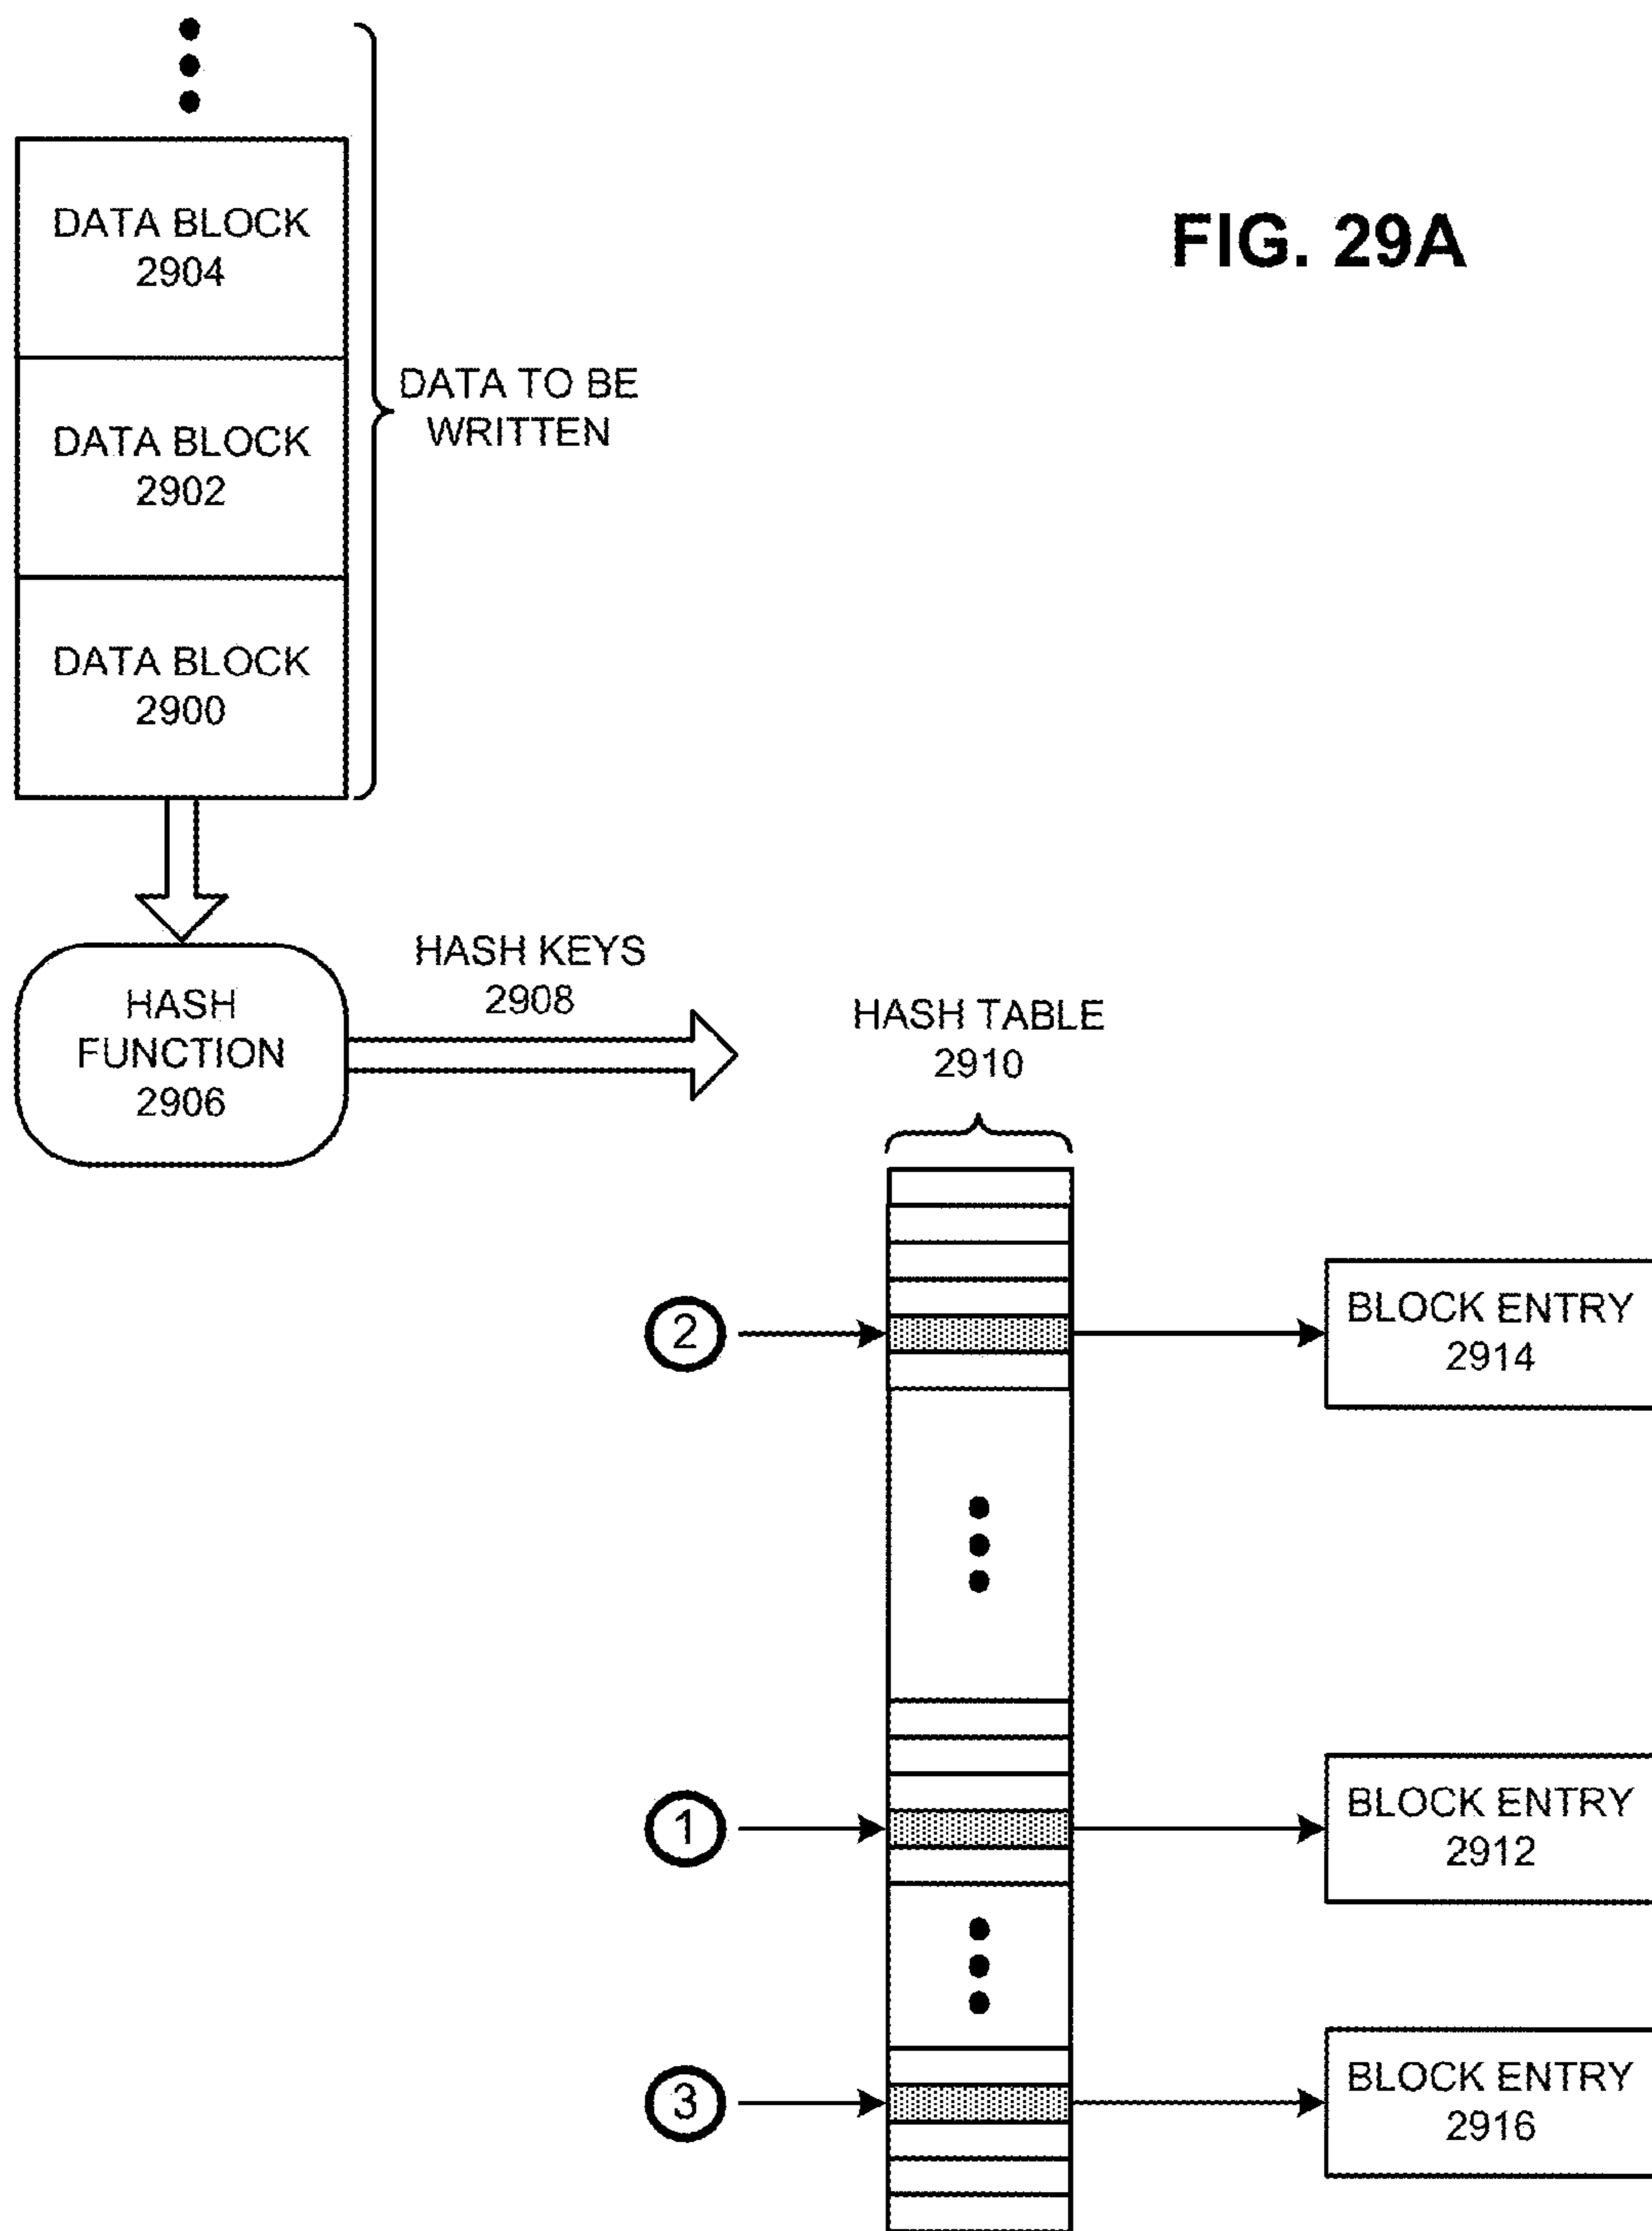 FIG. 29A
DATA BLOCK
2904
DATA BLOCK
2902
DATA BLOCK
2900
DATA TO BE
WRITTEN
HASH
FUNCTION
2906
HASH KEYS
2908
HASH TABLE
2910
2
BLOCK ENTRY
2914
1
BLOCK ENTRY
2912
3
BLOCK ENTRY
2916